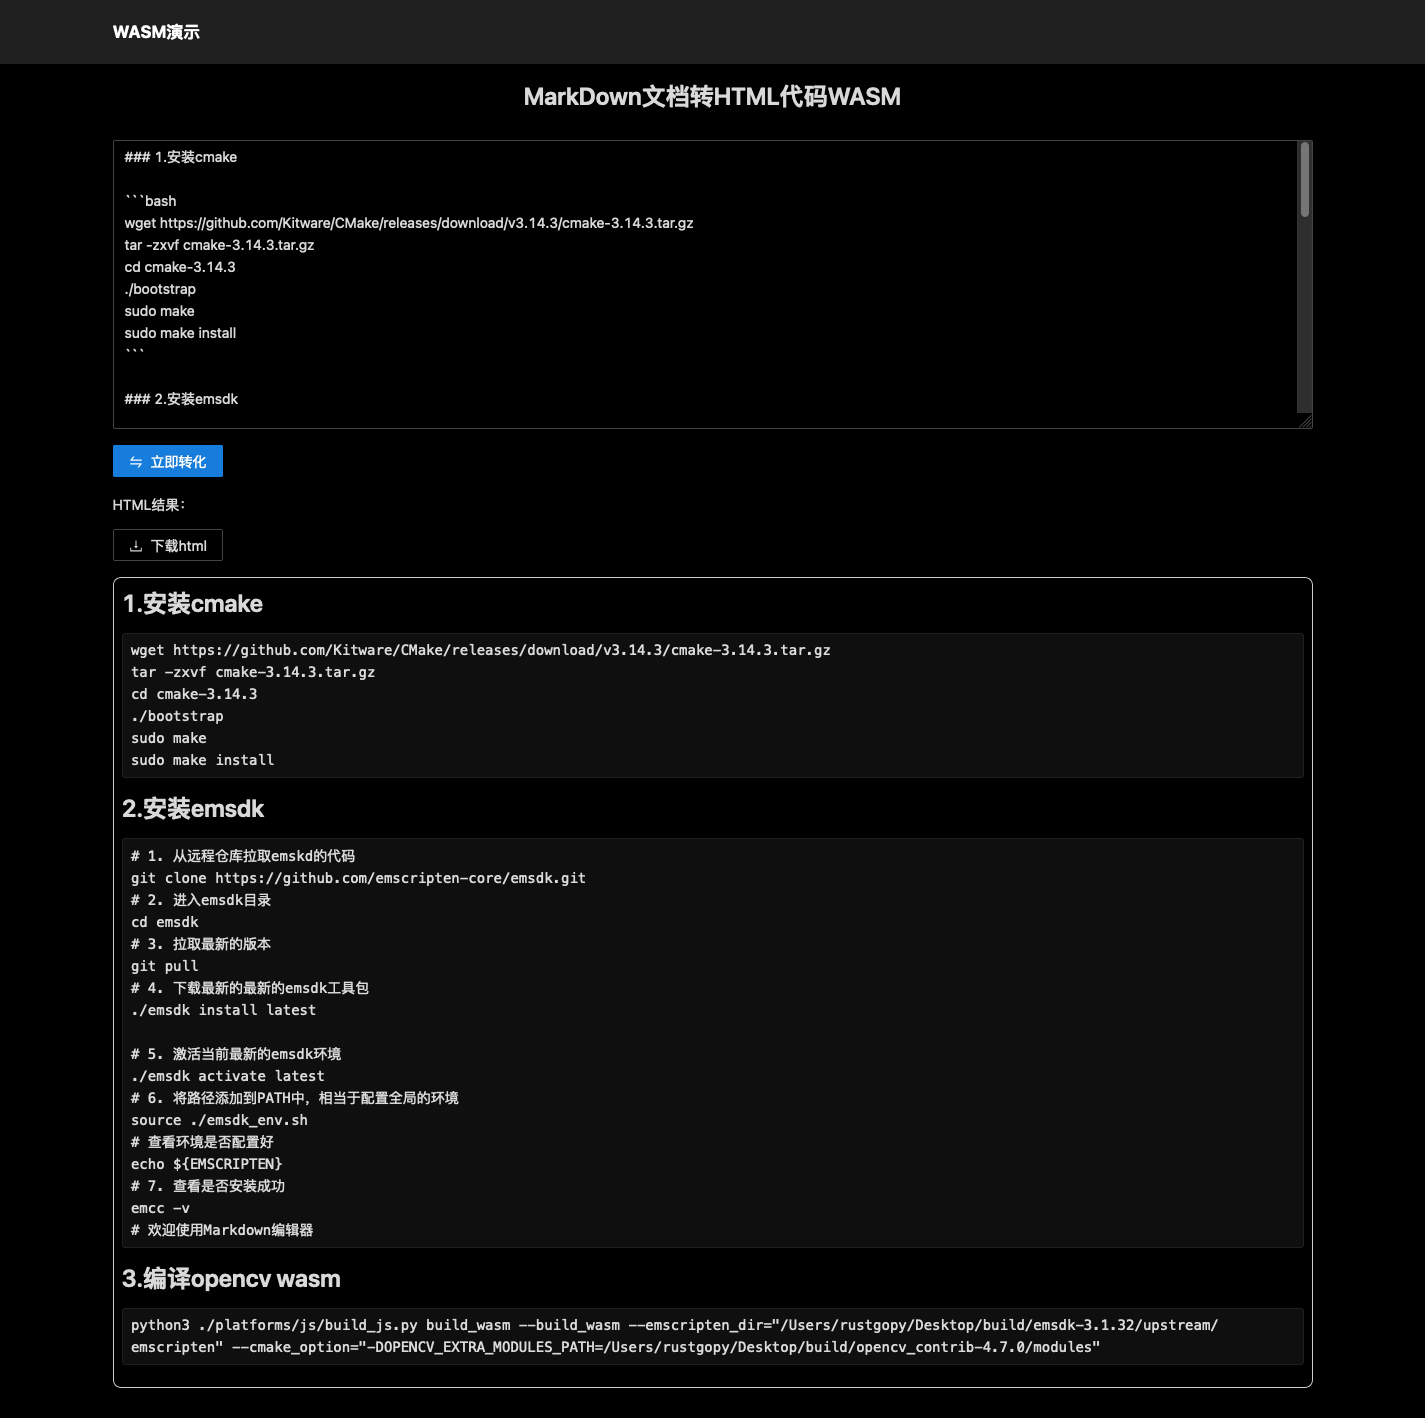 WASM演示
MarkDown文档转HTML代码WASM
### 1.安装cmake
```bash
wget https://github.com/Kitware/CMake/releases/download/v3.14.3/cmake-3.14.3.tar.gz
tar -zxvf cmake-3.14.3.tar.gz
cd cmake-3.14.3
./bootstrap
sudo make
sudo make install
```
### 2.安装emsdk
立即转化
HTML结果:
下载html
1.安装cmake
wget https://github.com/Kitware/CMake/releases/download/v3.14.3/cmake-3.14.3.tar.gz
tar -zxvf cmake-3.14.3.tar.gz
cd cmake-3.14.3
./bootstrap
sudo make
sudo make install
2.安装emsdk
# 1. 从远程仓库拉取emskd的代码
git clone https://github.com/emscripten-core/emsdk.git
# 2. 进入emsdk目录
cd emsdk
# 3. 拉取最新的版本
git pull
# 4. 下载最新的最新的emsdk工具包
./emsdk install latest
# 5. 激活当前最新的emsdk环境
./emsdk activate latest
# 6. 将路径添加到PATH中，相当于配置全局的环境
source ./emsdk_env.sh
# 查看环境是否配置好
echo ${EMSCRIPTEN}
# 7. 查看是否安装成功
emcc -v
# 欢迎使用Markdown编辑器
3.编译opencv wasm
python3 ./platforms/js/build_js.py build_wasm --build_wasm --emscripten_dir="/Users/rustgopy/Desktop/build/emsdk-3.1.32/upstream/
emscripten" --cmake_option="-DOPENCV_EXTRA_MODULES_PATH=/Users/rustgopy/Desktop/build/opencv_contrib-4.7.0/modules"